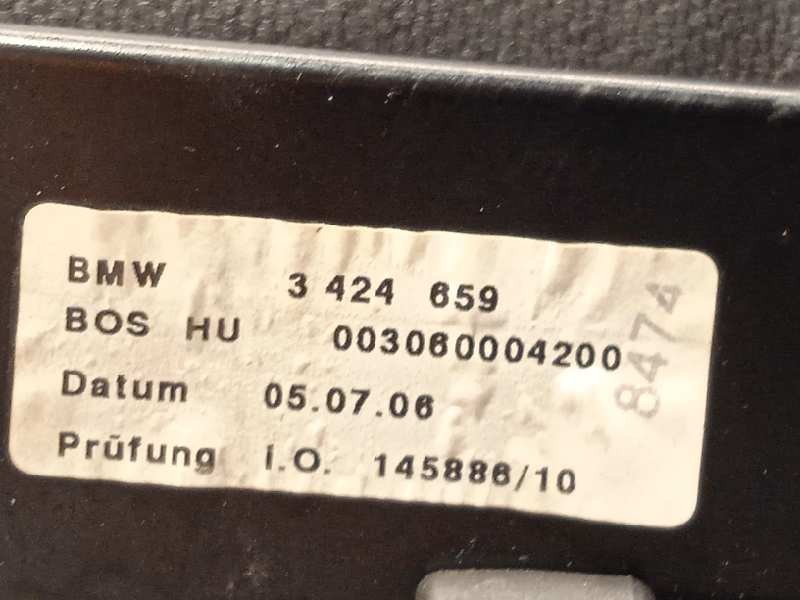 BMW 3 424 659
BOS HU 003060004200
Datum 05.07.06
Prüfung i.O. 145886/10
8474